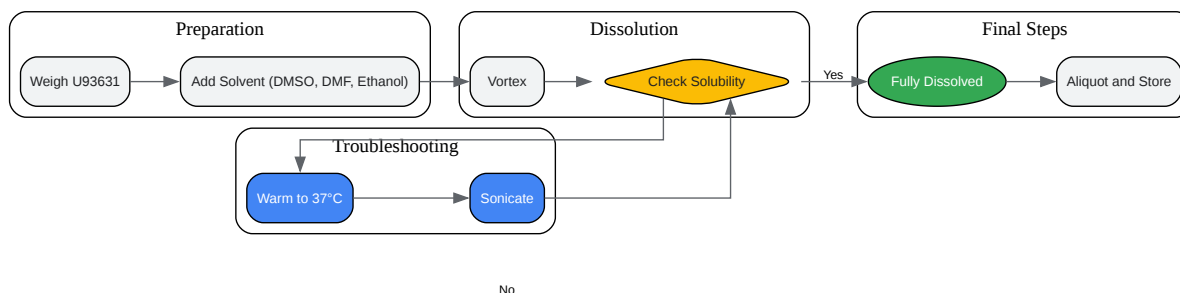 Preparation
Weigh U93631
Add Solvent (DMSO, DMF, Ethanol)
Dissolution
Vortex
Check Solubility
Yes
Final Steps
Fully Dissolved
Aliquot and Store
Troubleshooting
Warm to 37°C
Sonicate
No